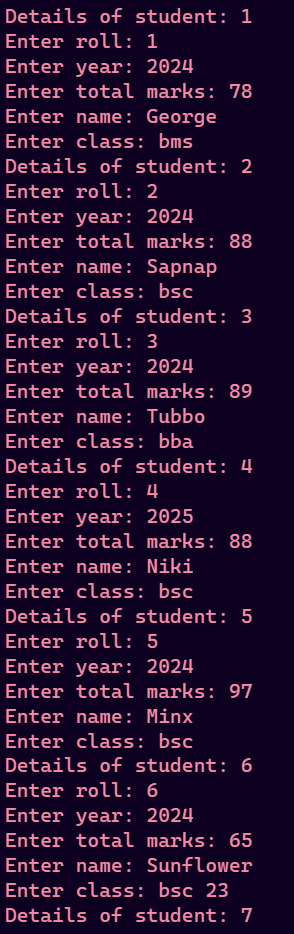 Details of student: 1
Enter roll: 1
Enter year: 2024
Enter total marks: 78
Enter name: George
Enter class: bms
Details of student: 2
Enter roll: 2
Enter year: 2024
Enter total marks: 88
Enter name: Sapnap
Enter class: bsc
Details of student: 3
Enter roll: 3
Enter year: 2024
Enter total marks: 89
Enter name: Tubbo
Enter class: bba
Details of student: 4
Enter roll: 4
Enter year: 2025
Enter total marks: 88
Enter name: Niki
Enter class: bsc
Details of student: 5
Enter roll: 5
Enter year: 2024
Enter total marks: 97
Enter name: Minx
Enter class: bsc
Details of student: 6
Enter roll: 6
Enter year: 2024
Enter total marks: 65
Enter name: Sunflower
Enter class: bsc 23
Details of student: 7